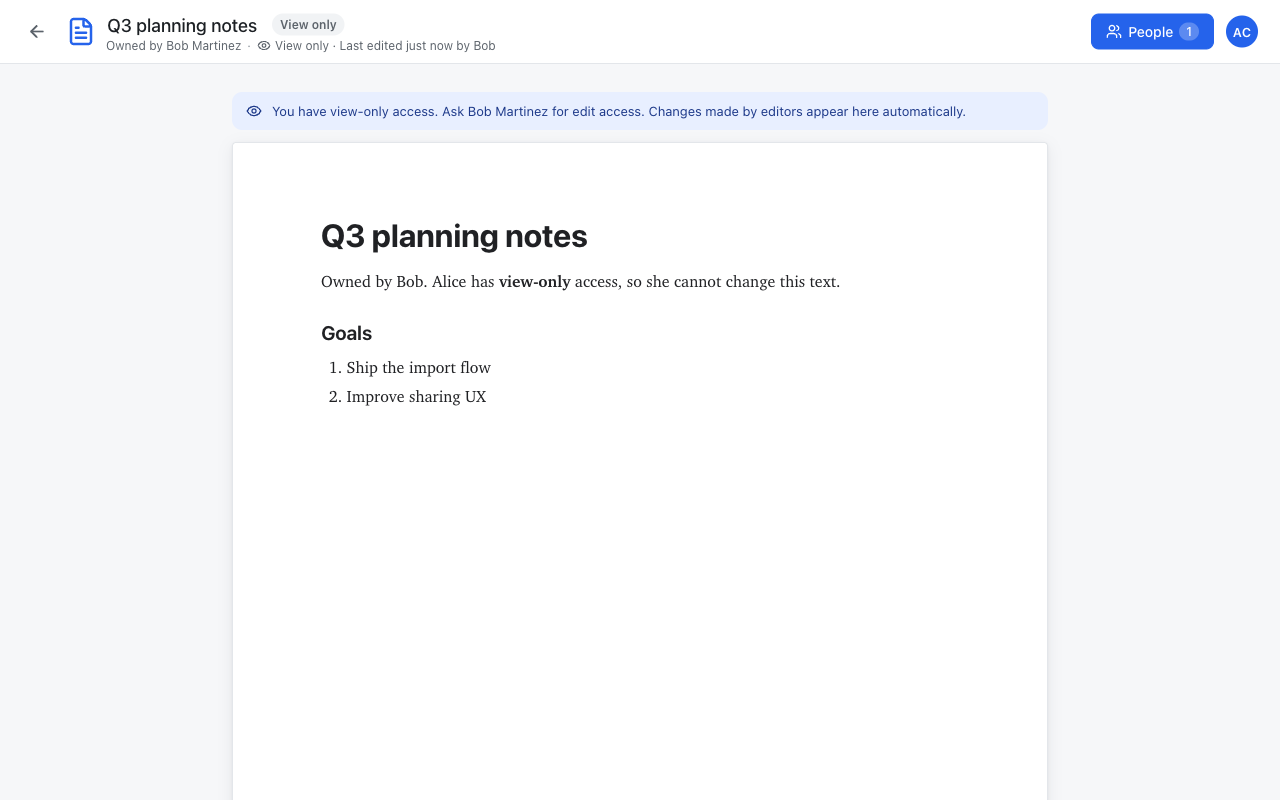 Q3 planning notes View only
Owned by Bob Martinez · View only · Last edited just now by Bob
People 1
AC
You have view-only access. Ask Bob Martinez for edit access. Changes made by editors appear here automatically.
Q3 planning notes
Owned by Bob. Alice has view-only access, so she cannot change this text.
Goals
1. Ship the import flow
2. Improve sharing UX